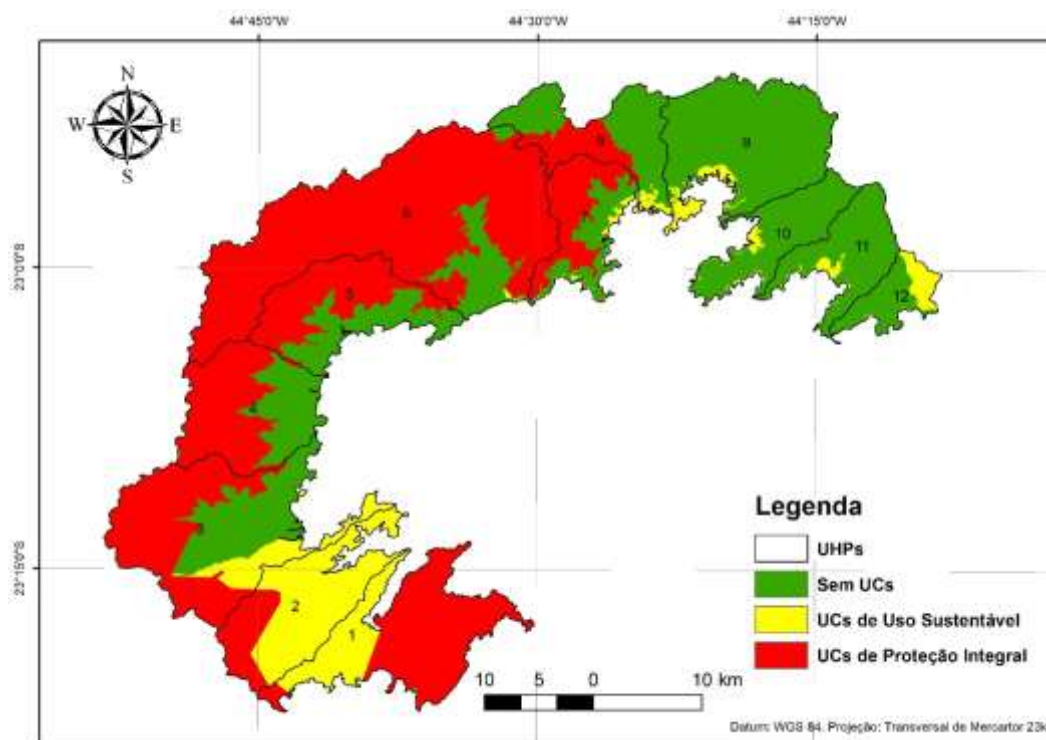 44°45'0"W
44°30'0"W
44°15'0"W
N
W
E
S
8
9
6
10
23°0'0"S
11
5
12
4
3
23°15'0"S
2
1
Legenda
UHPs
Sem UCs
UCs de Uso Sustentável
UCs de Proteção Integral
10 5 0 10 km
Datum: WGS 84. Projeção: Transversal de Mercartor 23k